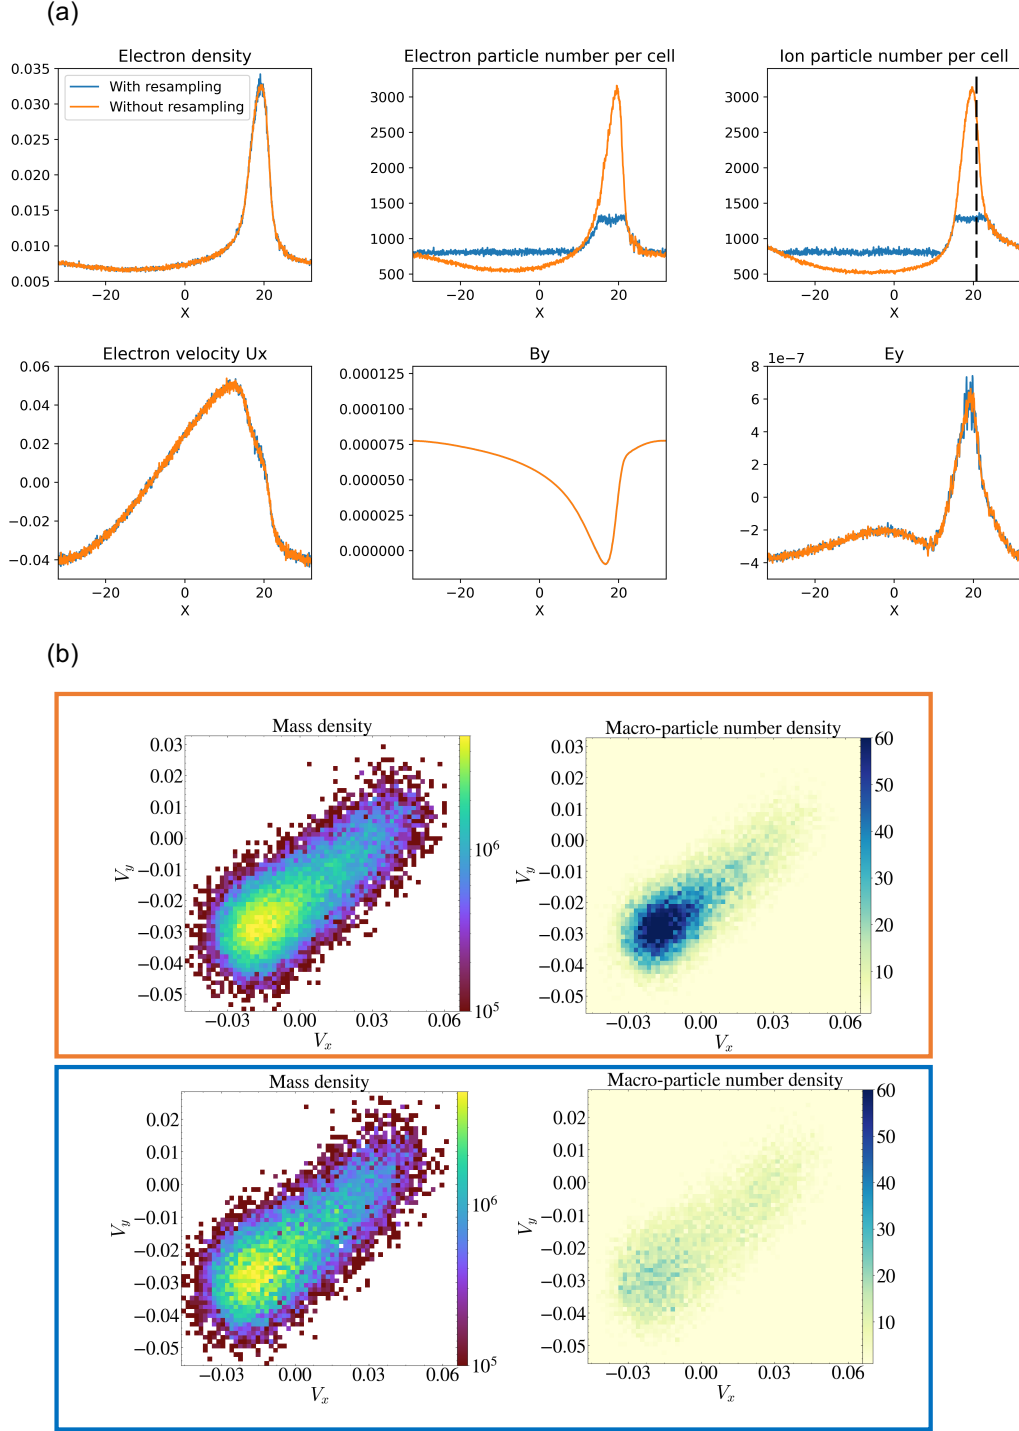 (a)
Electron density
0.035
0.030
0.025
0.020
0.015
0.010
0.005
With resampling
Without resampling
−20 0 20
X
Electron particle number per cell
3000
2500
2000
1500
1000
500
−20 0 20
X
Ion particle number per cell
3000
2500
2000
1500
1000
500
−20 0 20
X
Electron velocity Ux
0.06
0.04
0.02
0.00
−0.02
−0.04
−20 0 20
X
By
0.000125
0.000100
0.000075
0.000050
0.000025
0.000000
−20 0 20
X
Ey
1e−7
8
6
4
2
0
−2
−4
−20 0 20
X
(b)
Mass density
0.03
0.02
0.01
0.00
−0.01
−0.02
−0.03
−0.04
−0.05
Vy
−0.03 0.00 0.03 0.06
Vx
10^6
10^5
Macro-particle number density
0.03
0.02
0.01
0.00
−0.01
−0.02
−0.03
−0.04
−0.05
Vy
−0.03 0.00 0.03 0.06
Vx
60
50
40
30
20
10
Mass density
0.02
0.01
0.00
−0.01
−0.02
−0.03
−0.04
−0.05
Vy
−0.03 0.00 0.03 0.06
Vx
10^6
10^5
Macro-particle number density
0.02
0.01
0.00
−0.01
−0.02
−0.03
−0.04
−0.05
Vy
−0.03 0.00 0.03 0.06
Vx
60
50
40
30
20
10